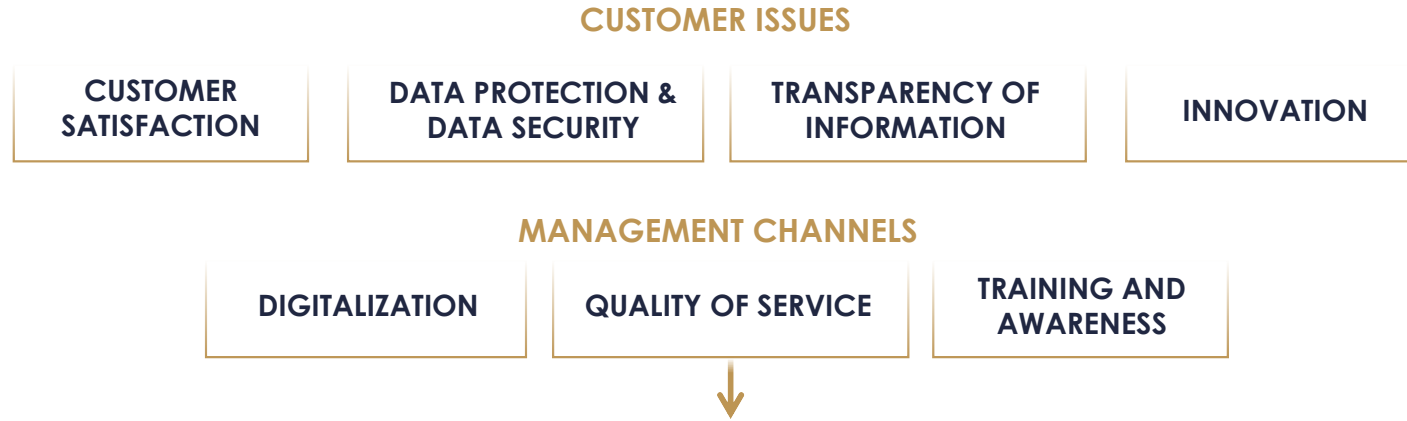 CUSTOMER ISSUES
CUSTOMER
SATISFACTION
DATA PROTECTION &
DATA SECURITY
TRANSPARENCY OF
INFORMATION
INNOVATION
MANAGEMENT CHANNELS
DIGITALIZATION
QUALITY OF SERVICE
TRAINING AND
AWARENESS